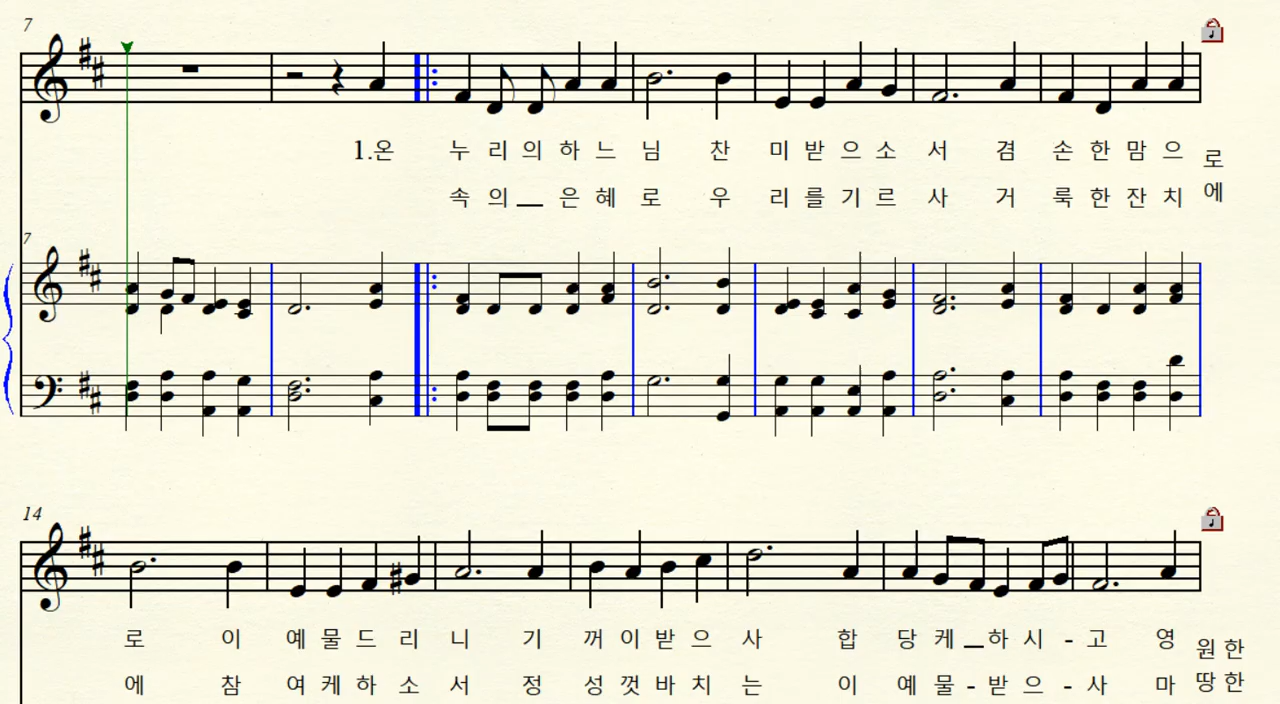 7
1.온 누 리 의 하 느 님 찬 미 받 으 소 서 겸 손 한 맘 으 로
속 의 은 혜 로 우 리 를 기 르 사 거 룩 한 잔 치 에
7
14
로 이 예 물 드 리 니 기 꺼 이 받 으 사 합 당 케 하 시 - 고 영 원 한
에 참 여 케 하 소 서 정 성 껏 바 치 는 이 예 물 - 받 으 - 사 마 땅 한